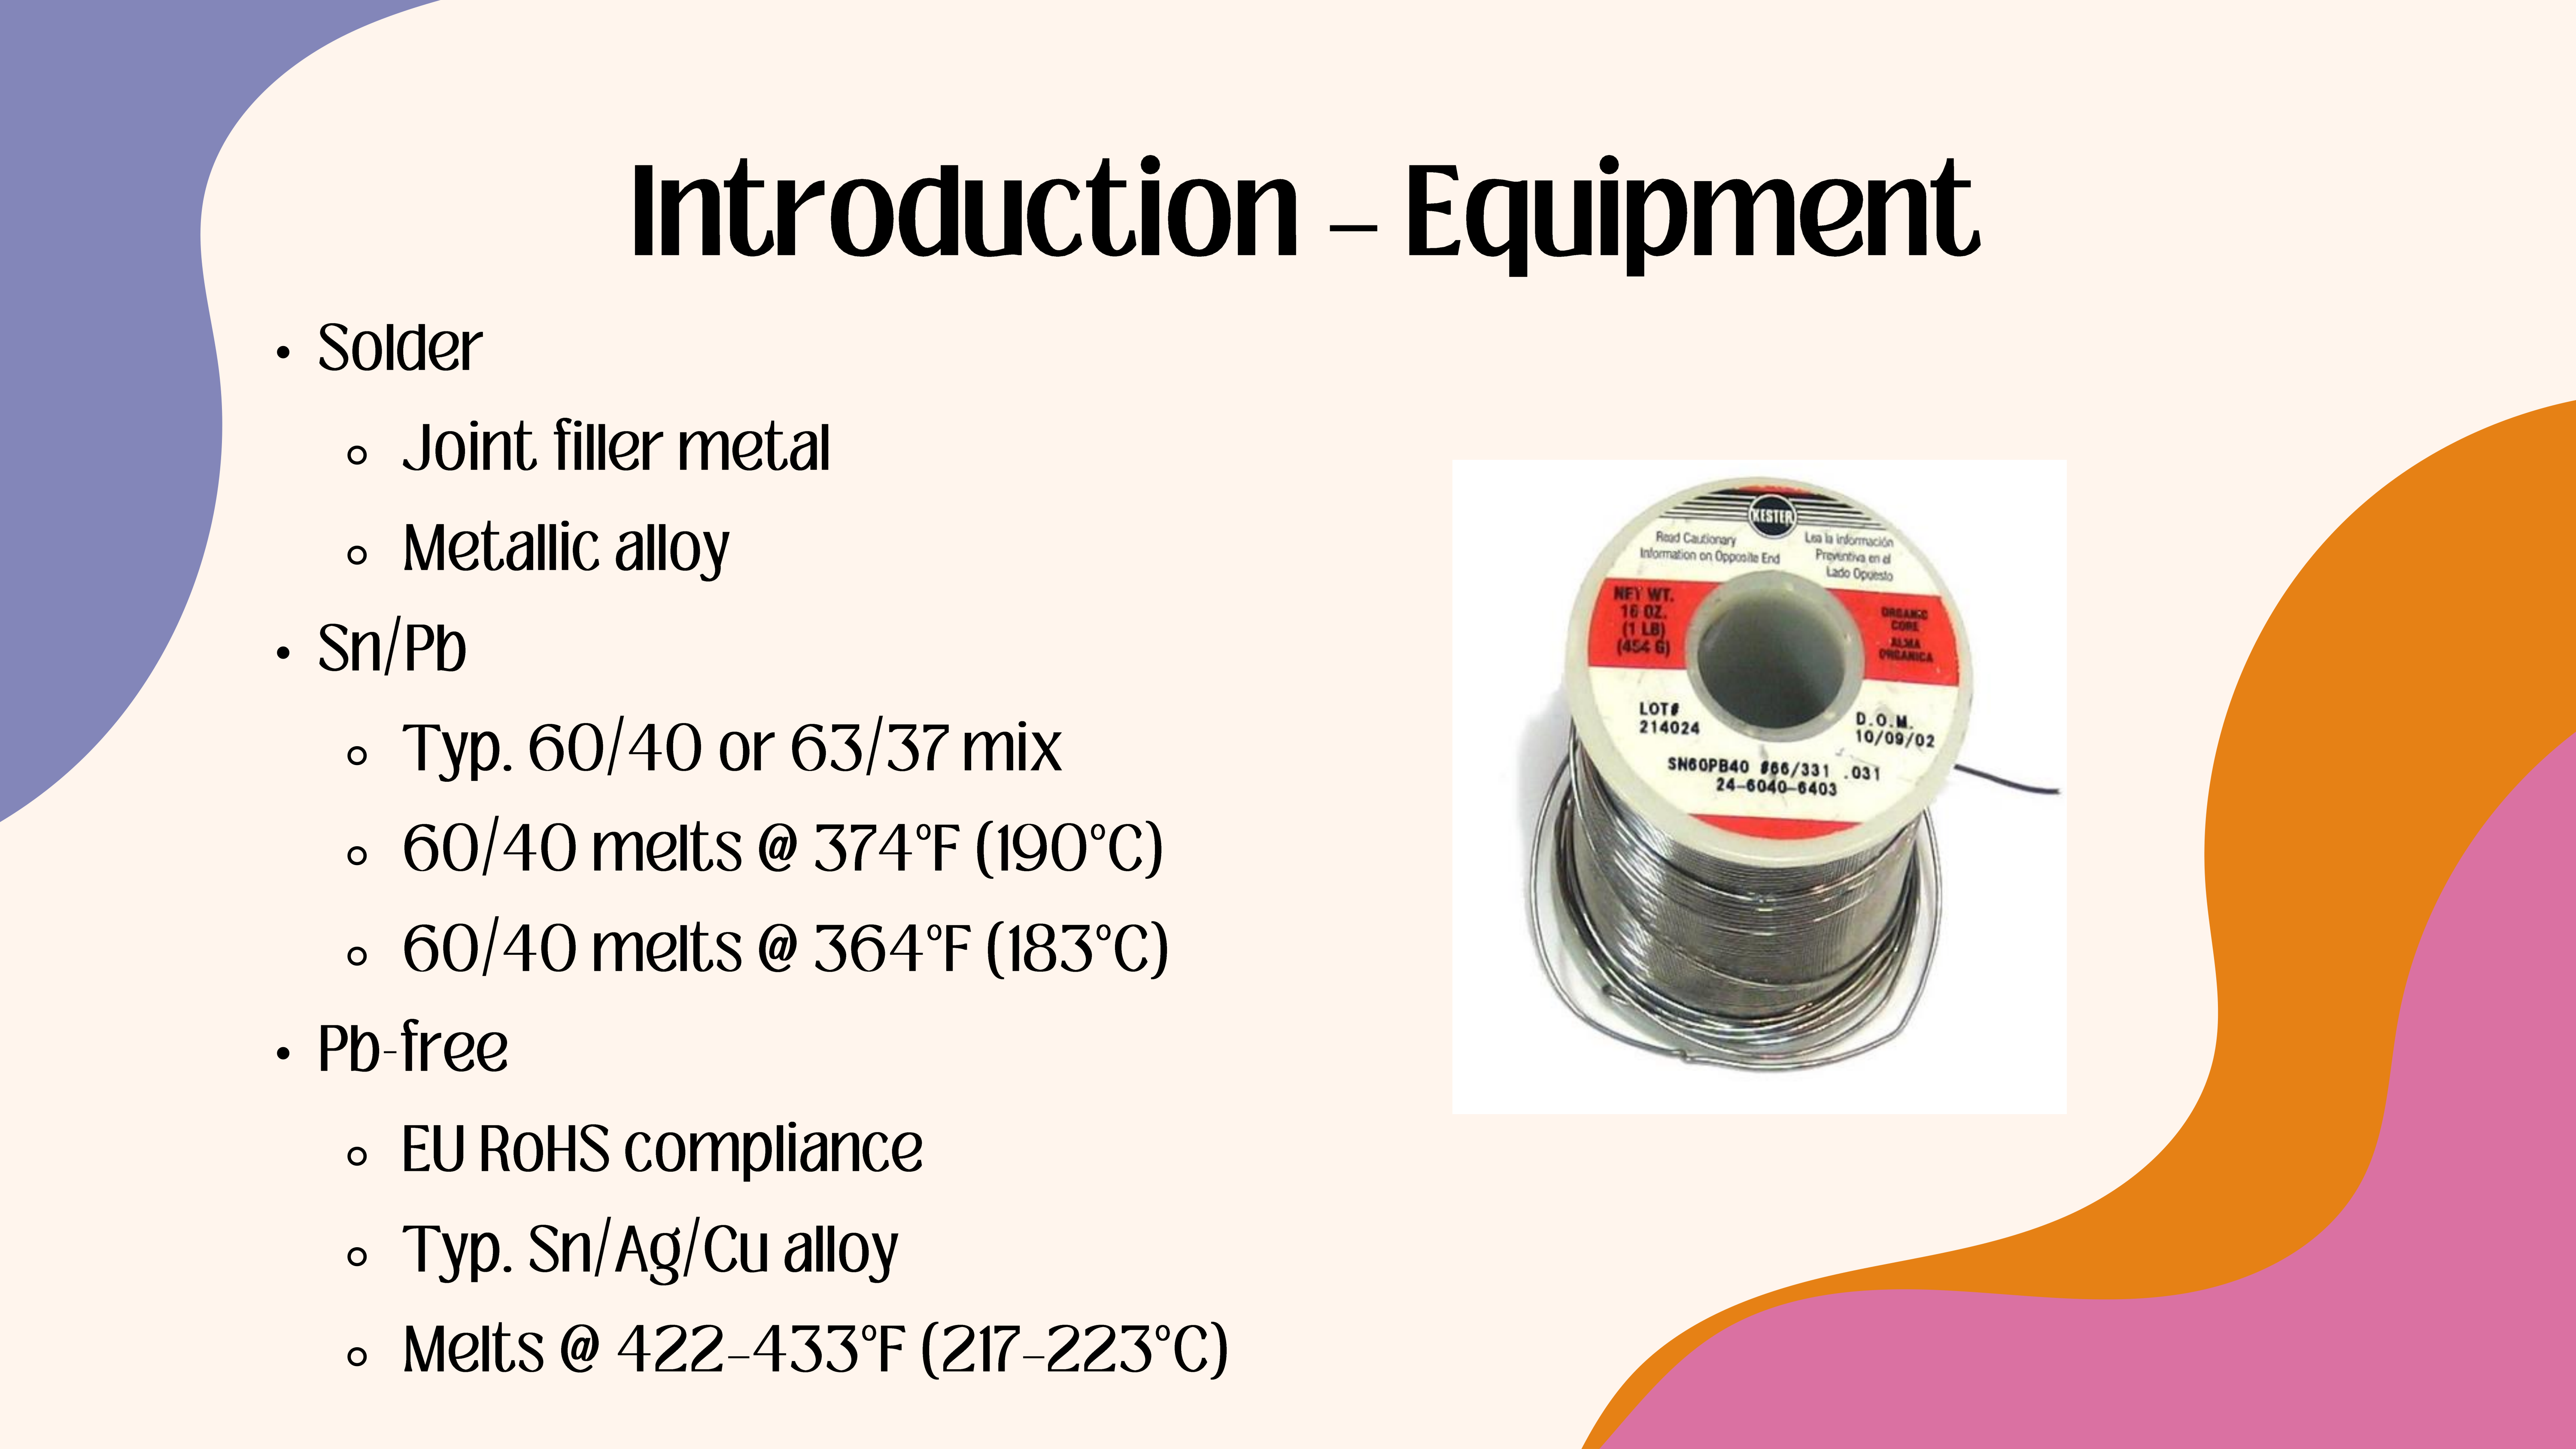 Introduction – Equipment
• Solder
◦ Joint filler metal
◦ Metallic alloy
• Sn/Pb
◦ Typ. 60/40 or 63/37 mix
◦ 60/40 melts @ 374°F (190°C)
◦ 60/40 melts @ 364°F (183°C)
• Pb-free
◦ EU RoHS compliance
◦ Typ. Sn/Ag/Cu alloy
◦ Melts @ 422–433°F (217–223°C)
KESTER
Read Cautionary
Information on Opposite End
Lea la información
Preventiva en el
Lado Opuesto
NET WT.
16 OZ.
(1 LB)
(454 G)
ORGANIC
CORE
ALMA
ORGANICA
LOT#
214024
D.O.M.
10/09/02
SN60PB40 #66/331 .031
24-6040-6403